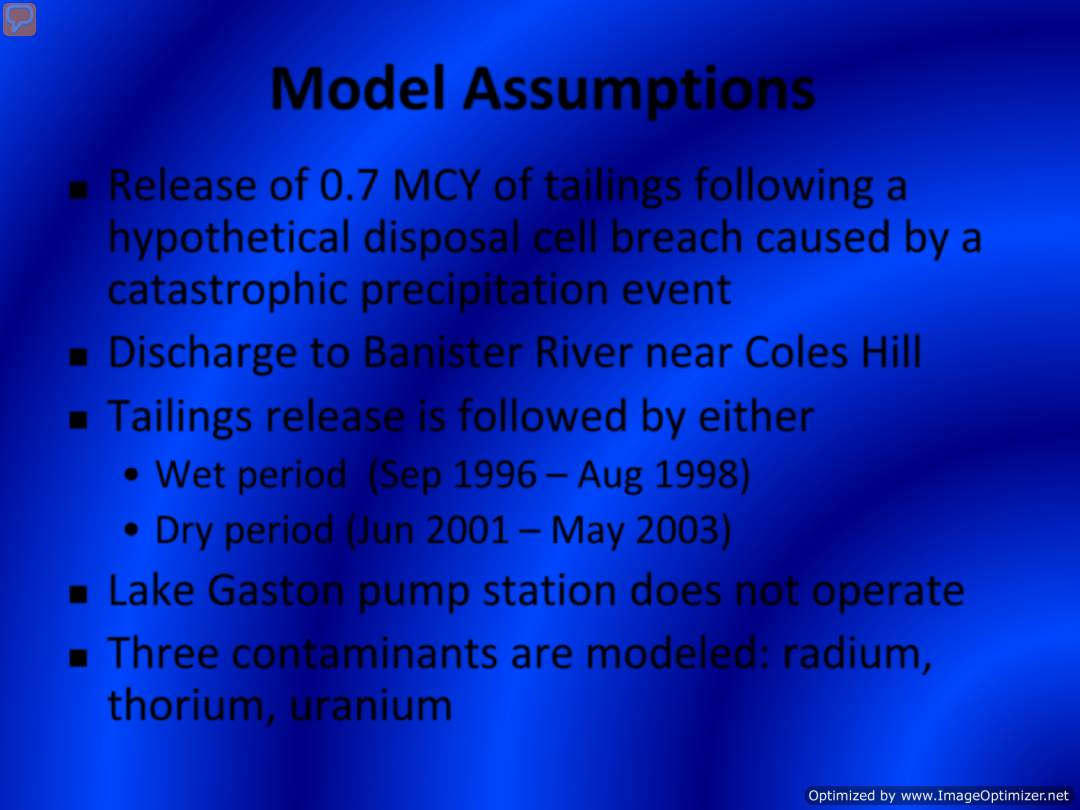 Model Assumptions
▪ Release of 0.7 MCY of tailings following a
hypothetical disposal cell breach caused by a
catastrophic precipitation event
▪ Discharge to Banister River near Coles Hill
▪ Tailings release is followed by either
• Wet period (Sep 1996 – Aug 1998)
• Dry period (Jun 2001 – May 2003)
▪ Lake Gaston pump station does not operate
▪ Three contaminants are modeled: radium,
thorium, uranium
Optimized by www.ImageOptimizer.net